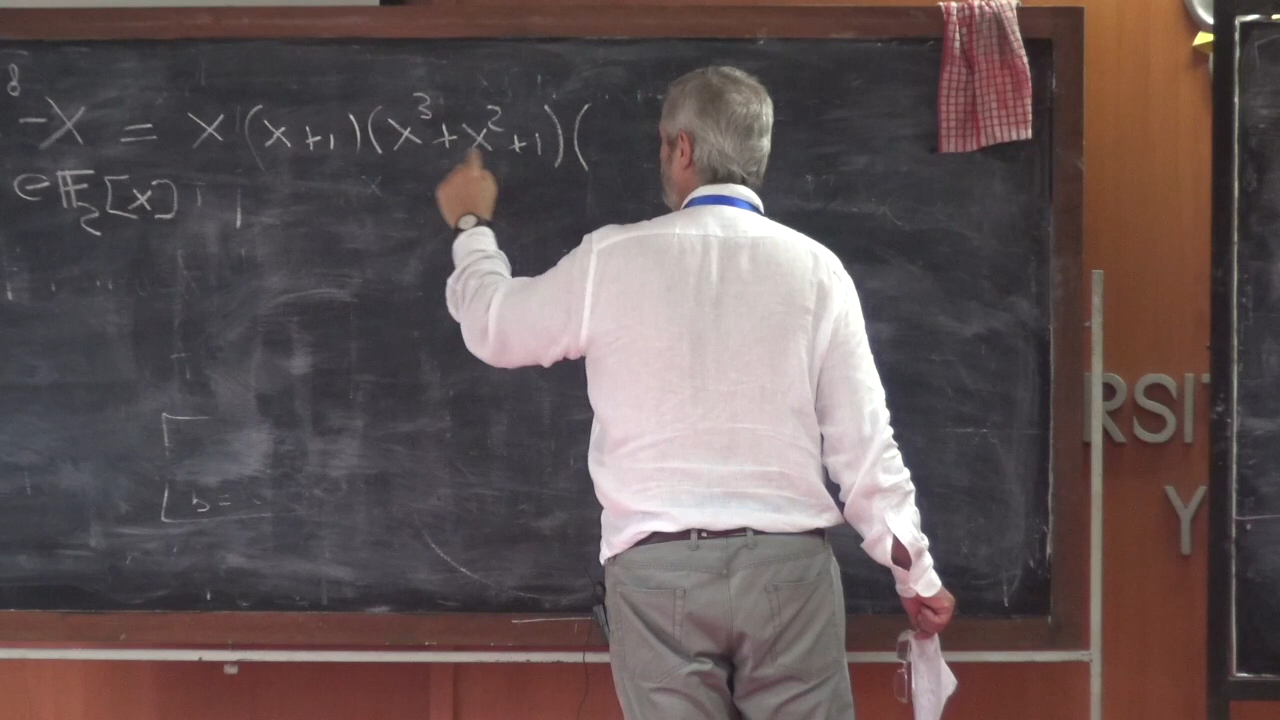 8
-X = X(x+1)(x³+x²+1)(
∈𝔽₂[x]
b =
RSIT
Y